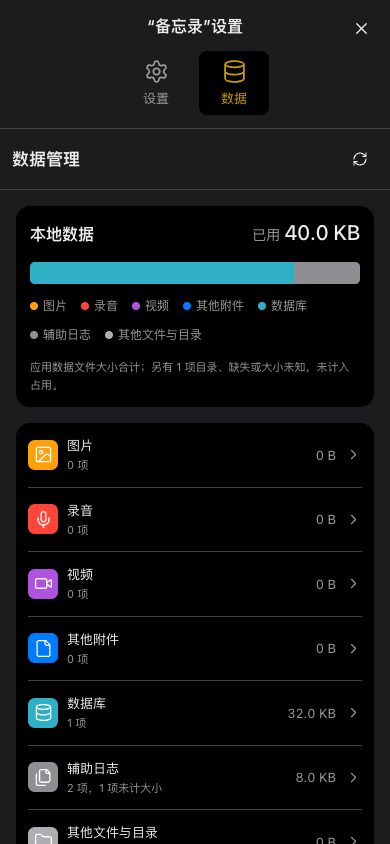 “备忘录”设置
设置
数据
数据管理
本地数据
已用 40.0 KB
图片 录音 视频 其他附件 数据库
辅助日志 其他文件与目录
应用数据文件大小合计；另有 1 项目录、缺失或大小未知，未计入
占用。
图片
0 项
0 B
录音
0 项
0 B
视频
0 项
0 B
其他附件
0 项
0 B
数据库
1 项
32.0 KB
辅助日志
2 项，1 项未计大小
8.0 KB
其他文件与目录
0 B